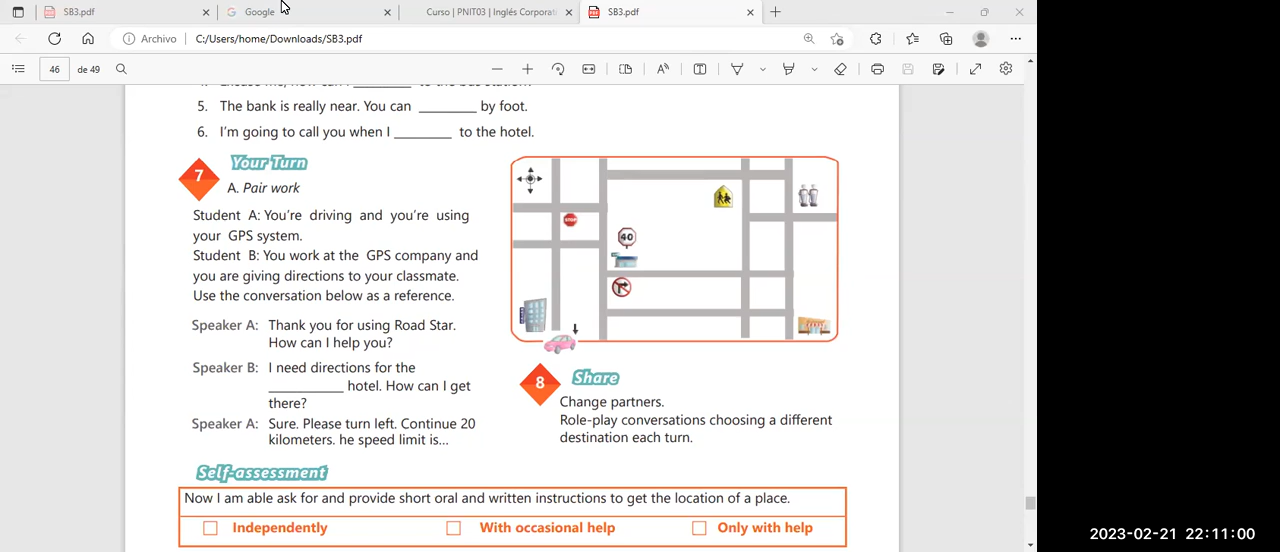 SB3.pdf
Google
Curso | PNIT03 | Inglés Corporati
SB3.pdf
Archivo
C:/Users/home/Downloads/SB3.pdf
46
de 49
5. The bank is really near. You can ________ by foot.
6. I'm going to call you when I ________ to the hotel.
7
Your Turn
A. Pair work
Student A: You're driving and you're using
your GPS system.
Student B: You work at the GPS company and
you are giving directions to your classmate.
Use the conversation below as a reference.
Speaker A: Thank you for using Road Star.
How can I help you?
Speaker B: I need directions for the
__________ hotel. How can I get
there?
Speaker A: Sure. Please turn left. Continue 20
kilometers. he speed limit is...
STOP
40
8
Share
Change partners.
Role-play conversations choosing a different
destination each turn.
Self-assessment
Now I am able ask for and provide short oral and written instructions to get the location of a place.
Independently
With occasional help
Only with help
2023-02-21 22:11:00